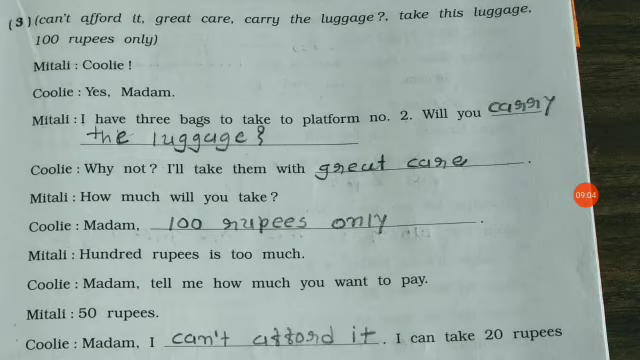 (3) (can't afford it, great care, carry the luggage?, take this luggage,
100 rupees only)
Mitali : Coolie !
Coolie : Yes, Madam.
Mitali : I have three bags to take to platform no. 2. Will you carry
the luggage?
Coolie : Why not? I'll take them with great care.
Mitali : How much will you take?
Coolie : Madam, 100 rupees only.
Mitali : Hundred rupees is too much.
Coolie : Madam, tell me how much you want to pay.
Mitali : 50 rupees.
Coolie : Madam, I can't afford it. I can take 20 rupees
09:04